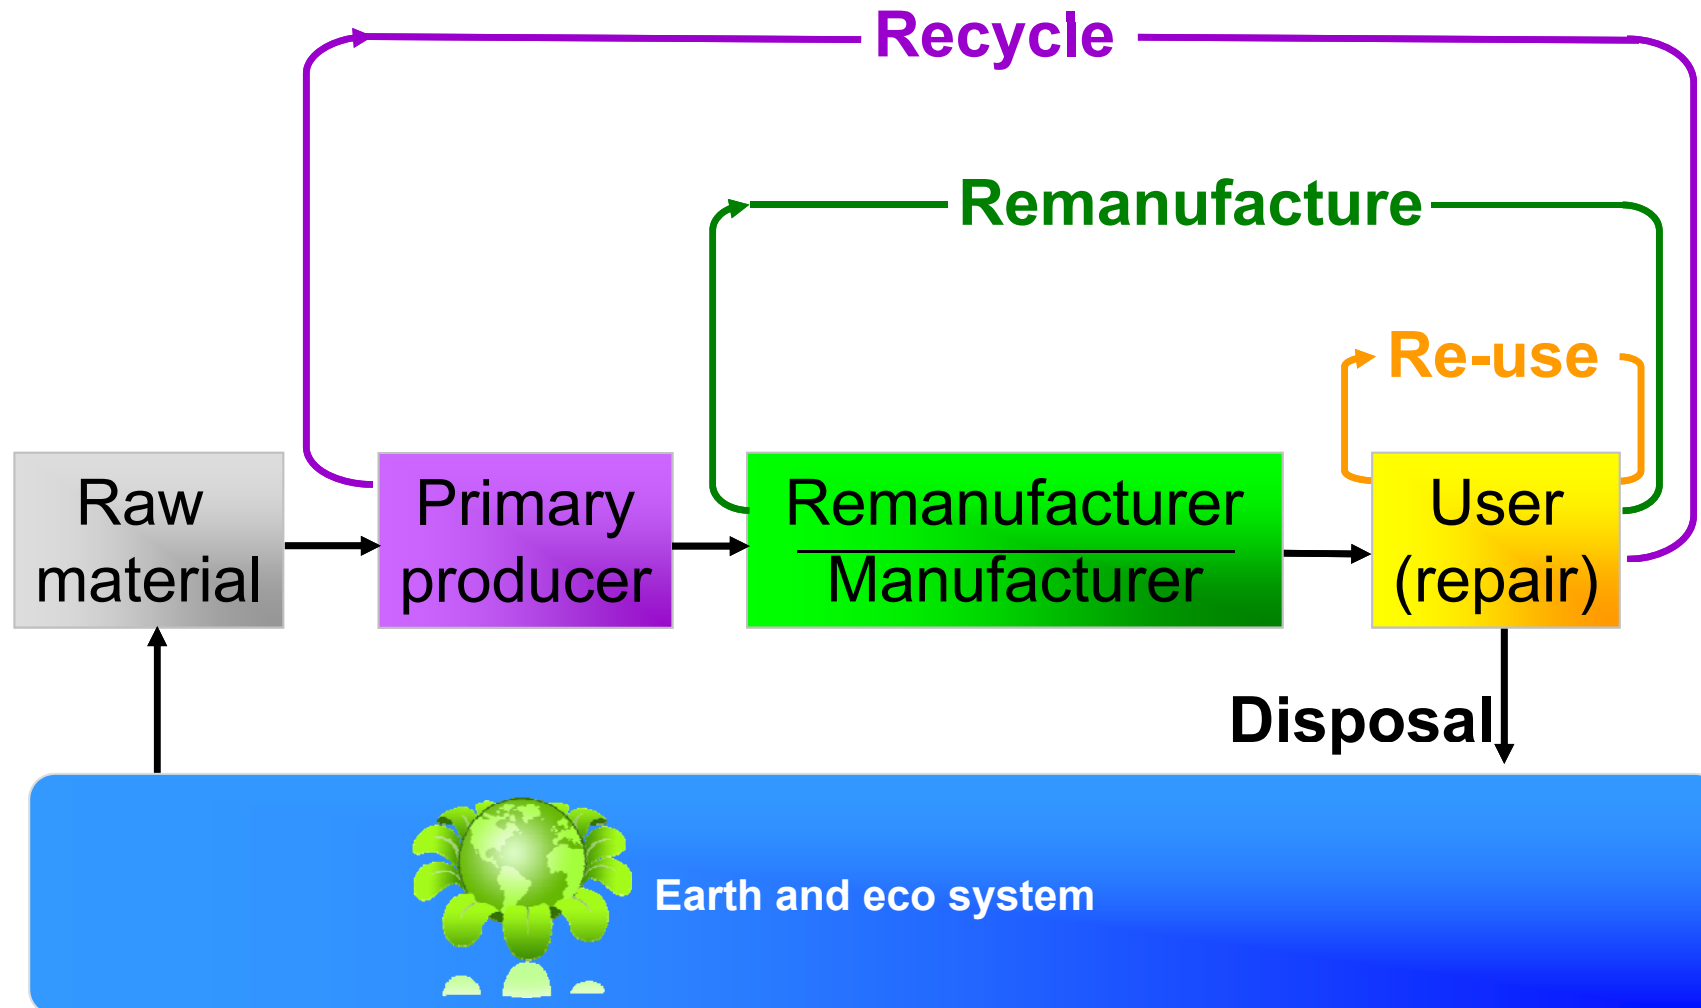 Recycle
Remanufacture
Re-use
Raw
material
Primary
producer
Remanufacturer
Manufacturer
User
(repair)
Disposal
Earth and eco system